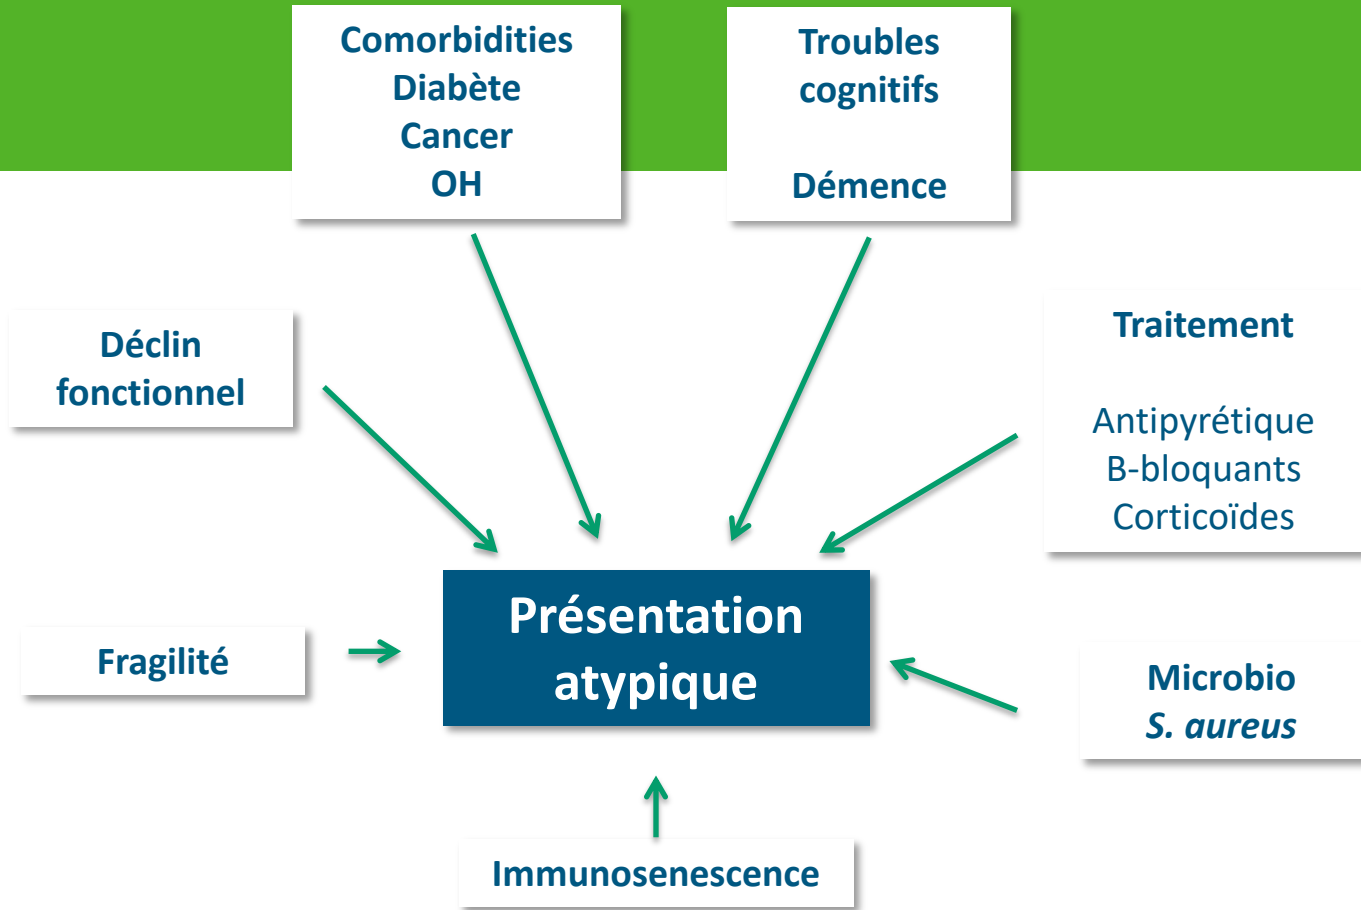 Comorbidities
Diabète
Cancer
OH
Troubles
cognitifs
Démence
Déclin
fonctionnel
Traitement
Antipyrétique
B-bloquants
Corticoïdes
Présentation
atypique
Fragilité
Microbio
S. aureus
Immunosenescence